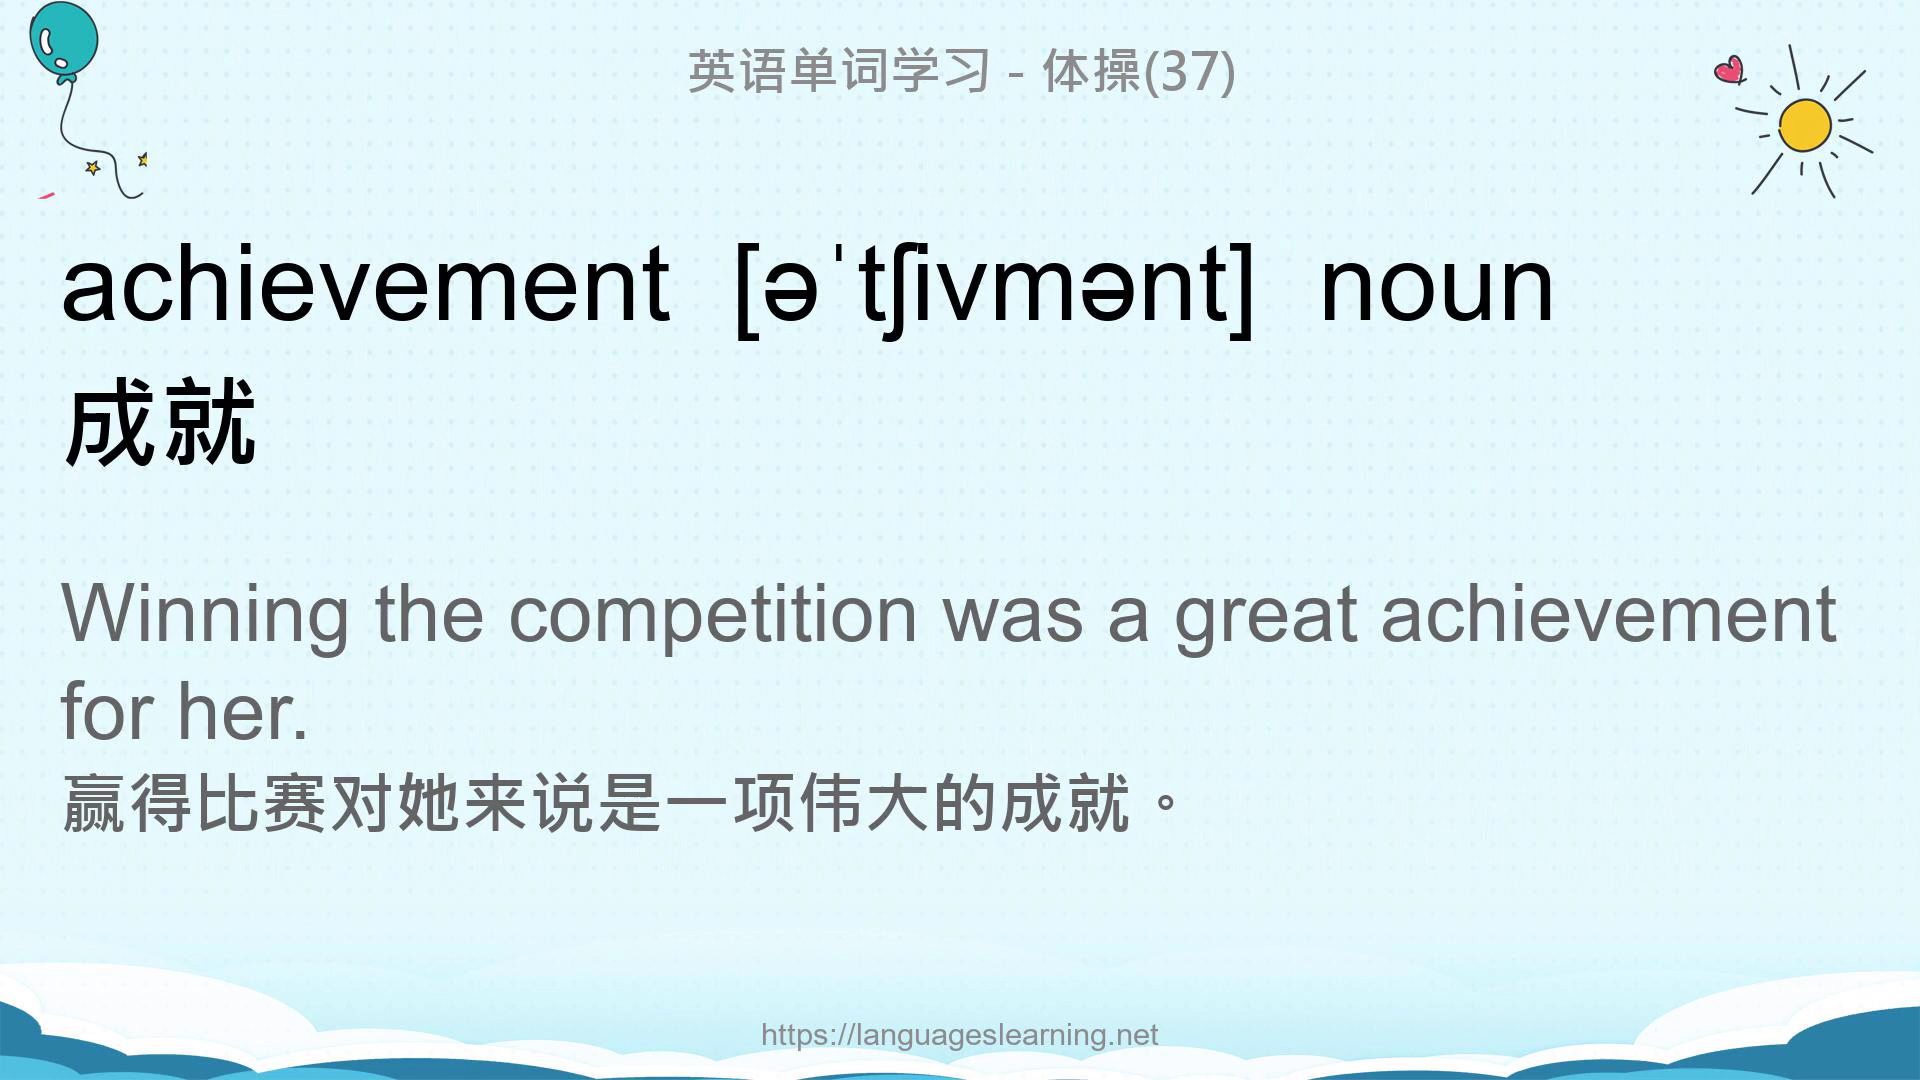 英语单词学习 - 体操(37)
achievement [əˈtʃivmənt] noun
成就
Winning the competition was a great achievement
for her.
赢得比赛对她来说是一项伟大的成就。
https://languageslearning.net